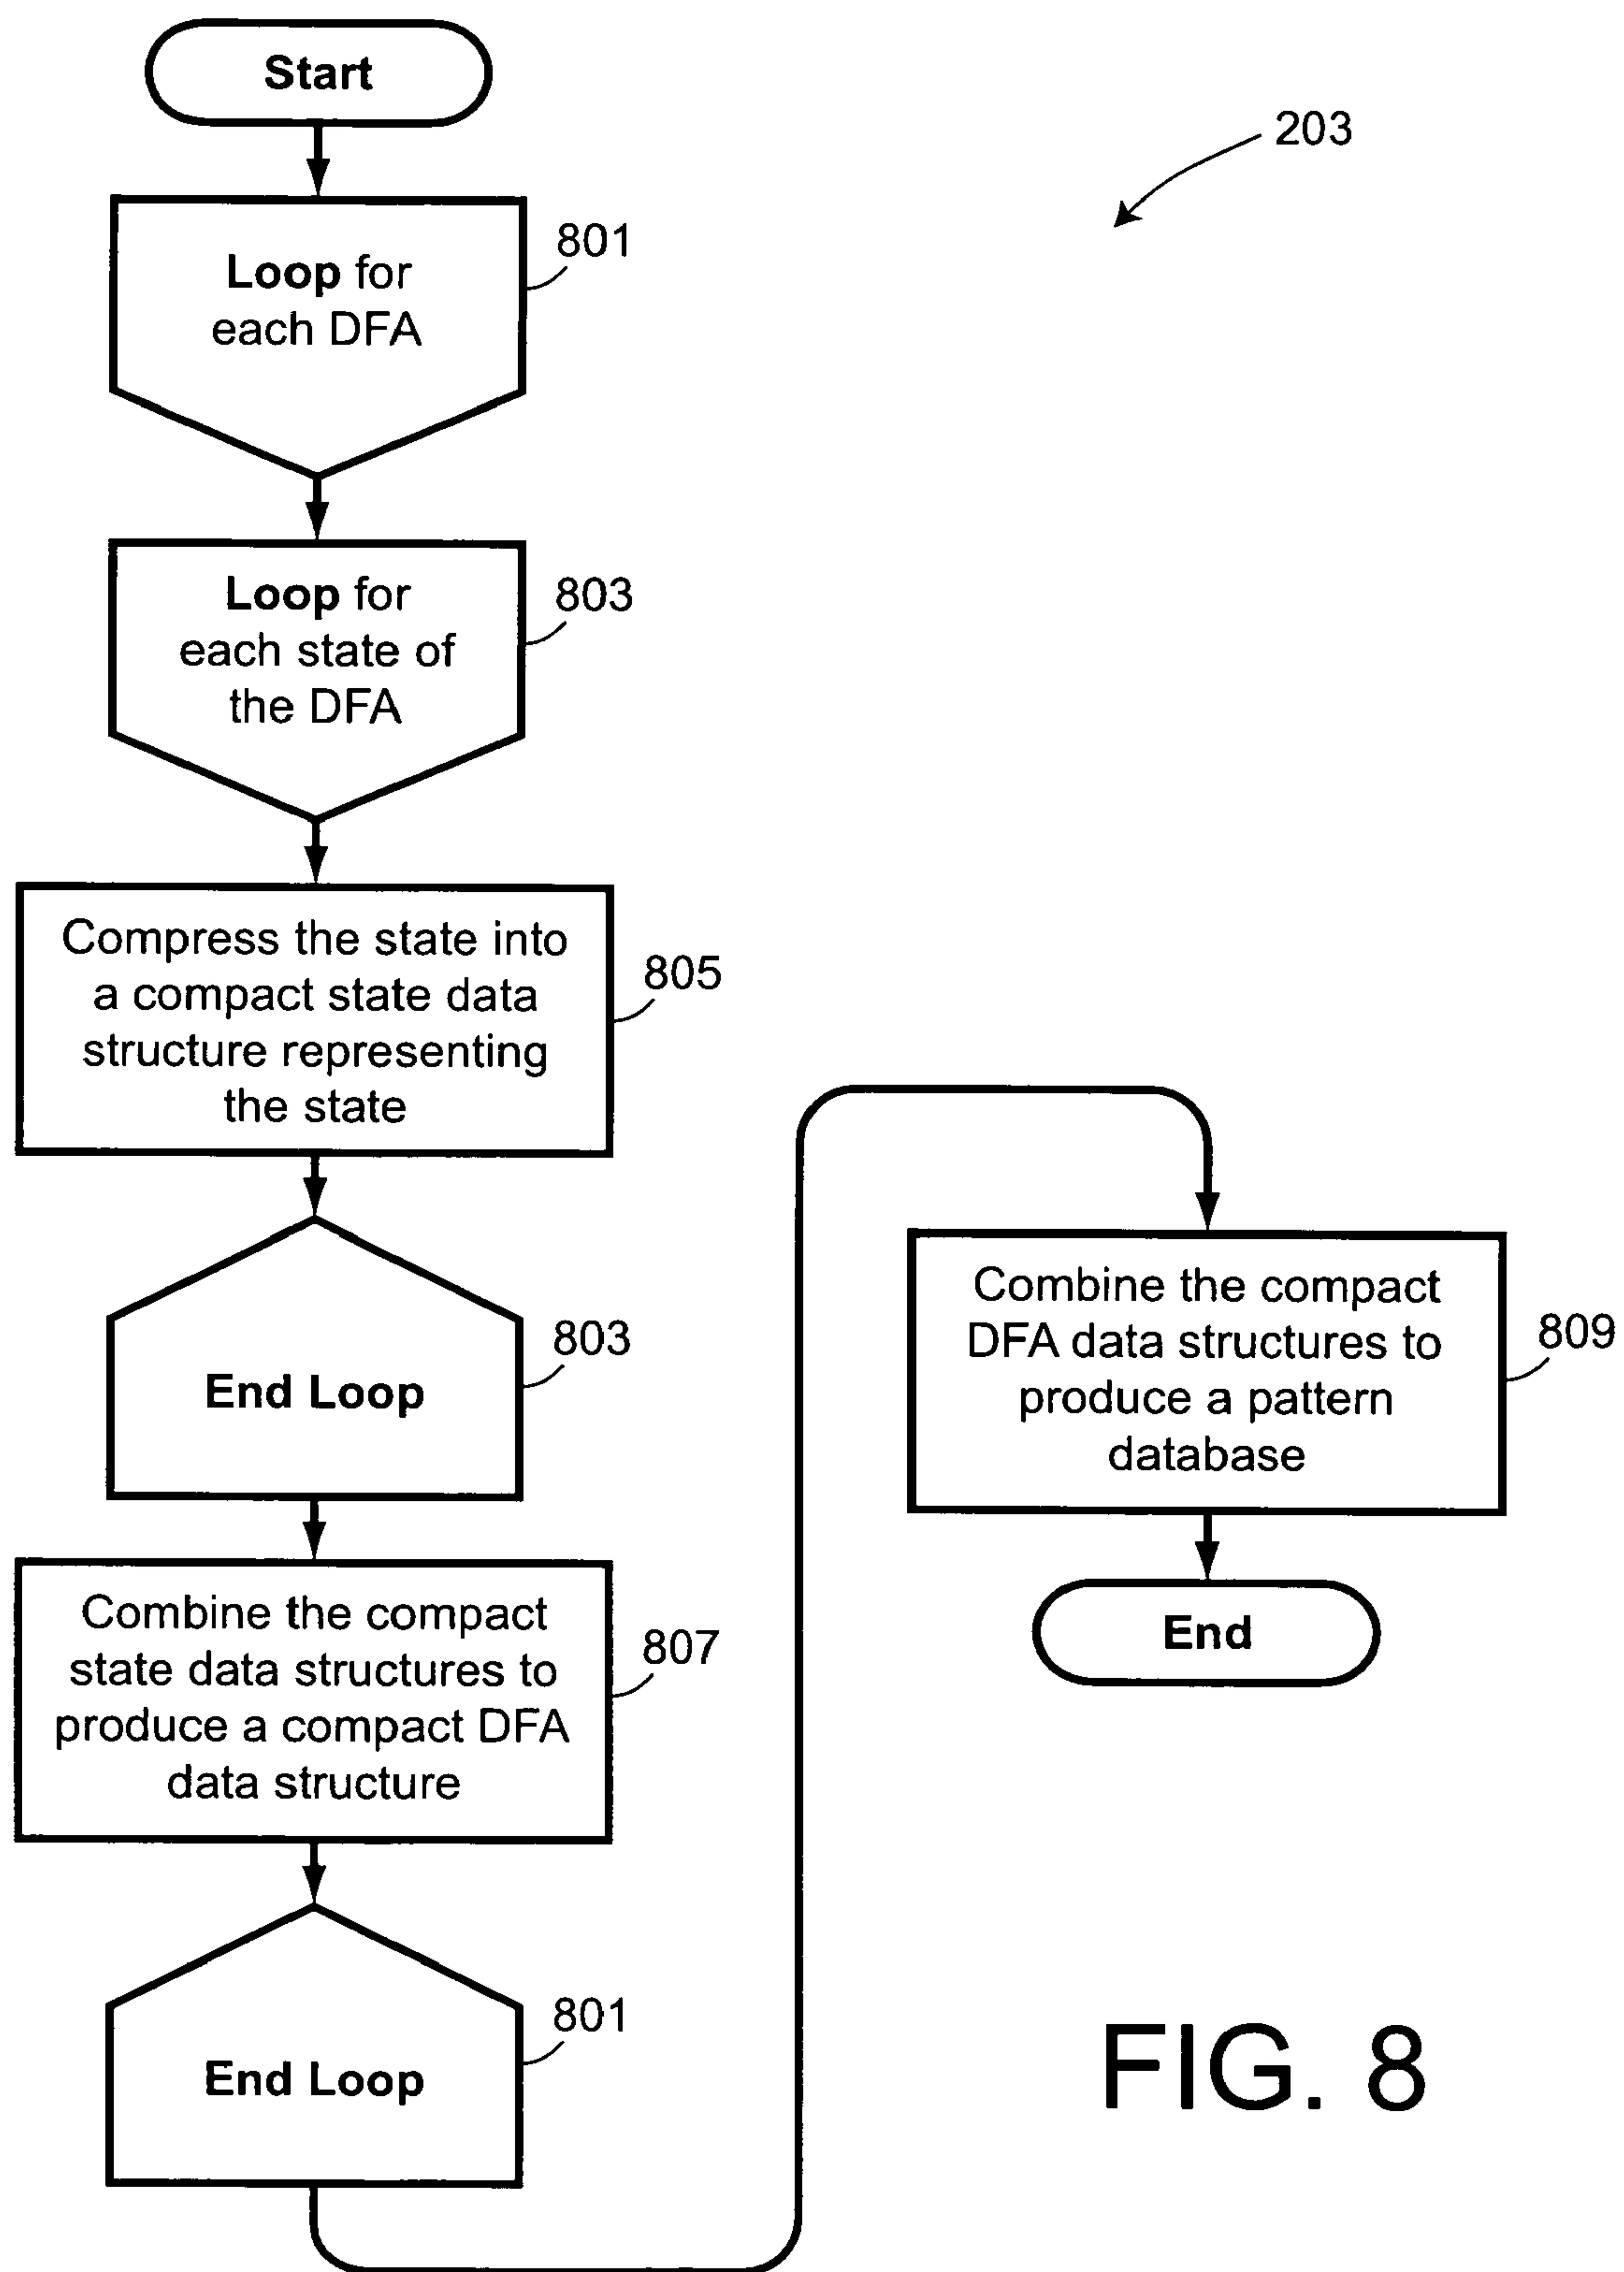 Start
203
Loop for
each DFA
801
Loop for
each state of
the DFA
803
Compress the state into
a compact state data
structure representing
the state
805
End Loop
803
Combine the compact
state data structures to
produce a compact DFA
data structure
807
End Loop
801
Combine the compact
DFA data structures to
produce a pattern
database
809
End
FIG. 8